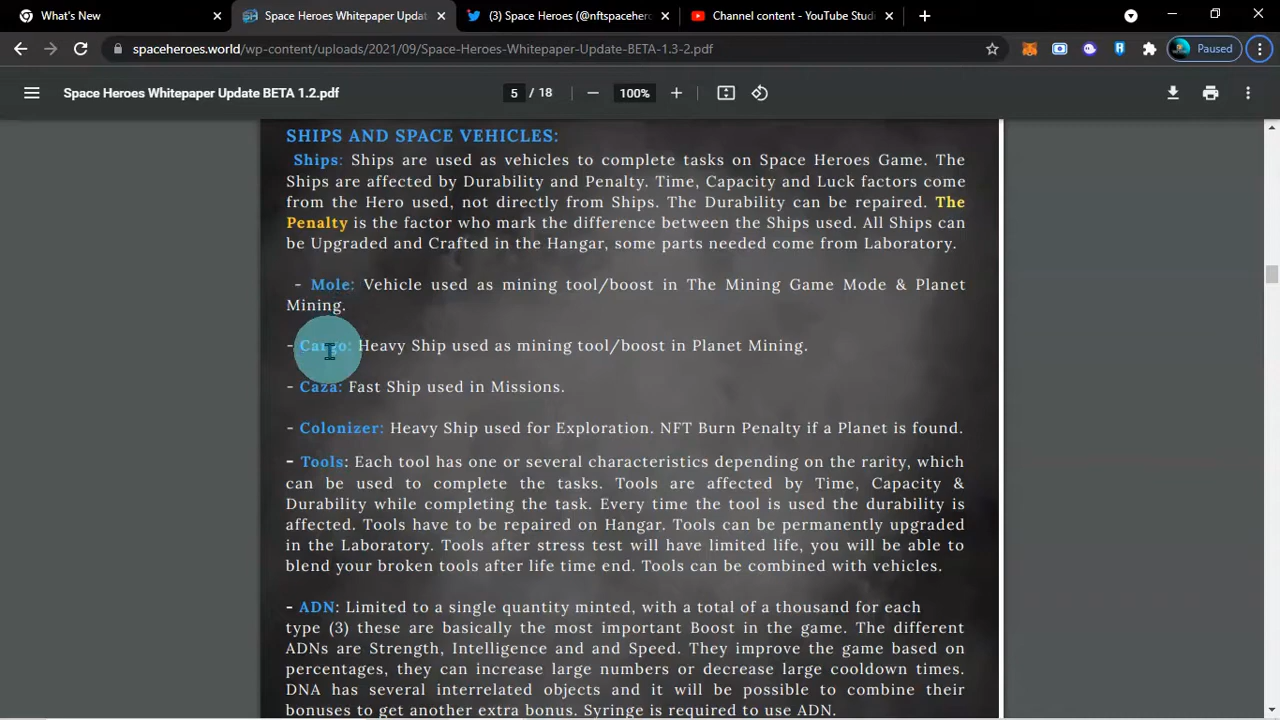 What's New
Space Heroes Whitepaper Updat
(3) Space Heroes (@nftspacehero
Channel content - YouTube Studi
spaceheroes.world/wp-content/uploads/2021/09/Space-Heroes-Whitepaper-Update-BETA-1.3-2.pdf
Paused
Space Heroes Whitepaper Update BETA 1.2.pdf
5 / 18
100%
SHIPS AND SPACE VEHICLES:
Ships: Ships are used as vehicles to complete tasks on Space Heroes Game. The
Ships are affected by Durability and Penalty. Time, Capacity and Luck factors come
from the Hero used, not directly from Ships. The Durability can be repaired. The
Penalty is the factor who mark the difference between the Ships used. All Ships can
be Upgraded and Crafted in the Hangar, some parts needed come from Laboratory.
- Mole: Vehicle used as mining tool/boost in The Mining Game Mode & Planet
Mining.
- Cargo: Heavy Ship used as mining tool/boost in Planet Mining.
- Caza: Fast Ship used in Missions.
- Colonizer: Heavy Ship used for Exploration. NFT Burn Penalty if a Planet is found.
- Tools: Each tool has one or several characteristics depending on the rarity, which
can be used to complete the tasks. Tools are affected by Time, Capacity &
Durability while completing the task. Every time the tool is used the durability is
affected. Tools have to be repaired on Hangar. Tools can be permanently upgraded
in the Laboratory. Tools after stress test will have limited life, you will be able to
blend your broken tools after life time end. Tools can be combined with vehicles.
- ADN: Limited to a single quantity minted, with a total of a thousand for each
type (3) these are basically the most important Boost in the game. The different
ADNs are Strength, Intelligence and and Speed. They improve the game based on
percentages, they can increase large numbers or decrease large cooldown times.
DNA has several interrelated objects and it will be possible to combine their
bonuses to get another extra bonus. Syringe is required to use ADN.